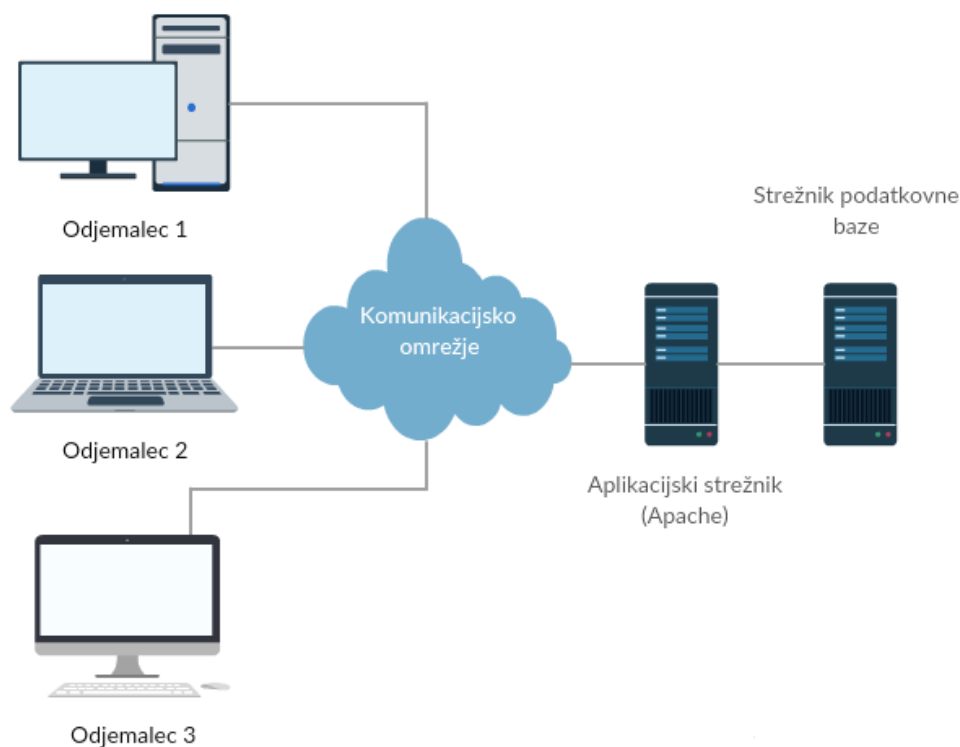 Odjemalec 1
Odjemalec 2
Odjemalec 3
Komunikacijsko
omrežje
Aplikacijski strežnik
(Apache)
Strežnik podatkovne
baze